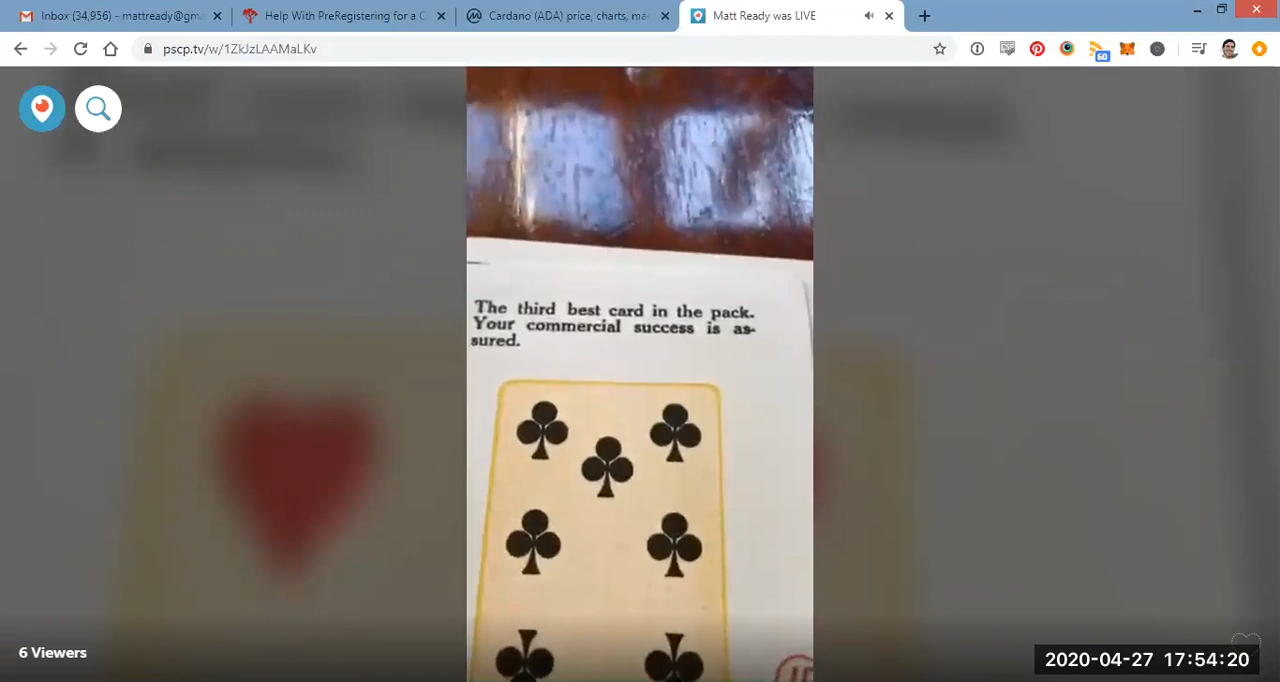 Inbox (34,956) - mattready@gma
Help With PreRegistering for a C
Cardano (ADA) price, charts, ma
Matt Ready was LIVE
pscp.tv/w/1ZkJzLAAMaLKv
60
The third best card in the pack.
Your commercial success is as-
sured.
6 Viewers
2020-04-27 17:54:20